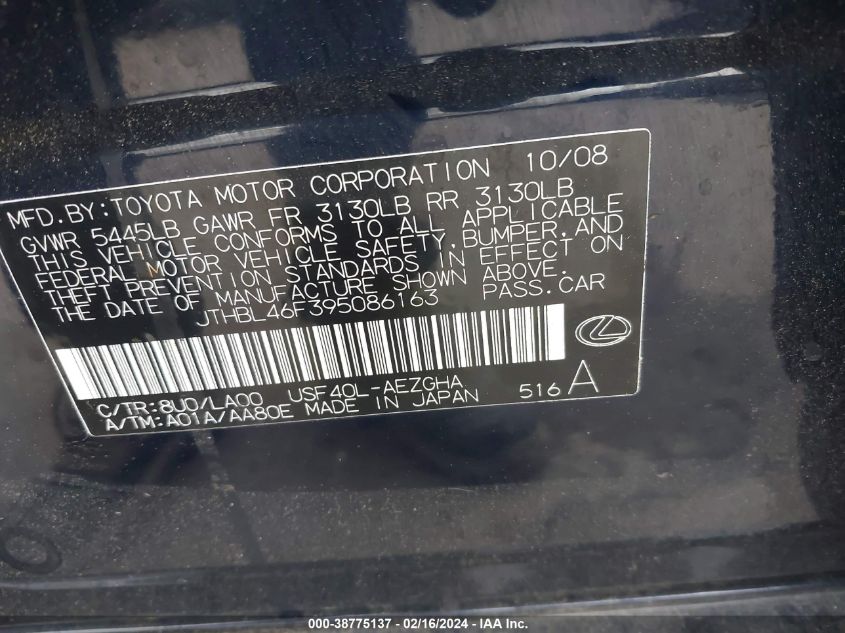 MFD.BY:TOYOTA MOTOR CORPORATION 10/08
GVWR 5445LB GAWR FR 3130LB RR 3130LB
THIS VEHICLE CONFORMS TO ALL APPLICABLE
FEDERAL MOTOR VEHICLE SAFETY,BUMPER,AND
THEFT PREVENTION STANDARDS IN EFFECT ON
THE DATE OF MANUFACTURE SHOWN ABOVE.
JTHBL46F395086163 PASS.CAR
C/TR:8U0/LA00 USF40L-AEZGHA
A/TM:A01A/AA80E MADE IN JAPAN 516 A
000-38775137 - 02/16/2024 - © IAA Inc.